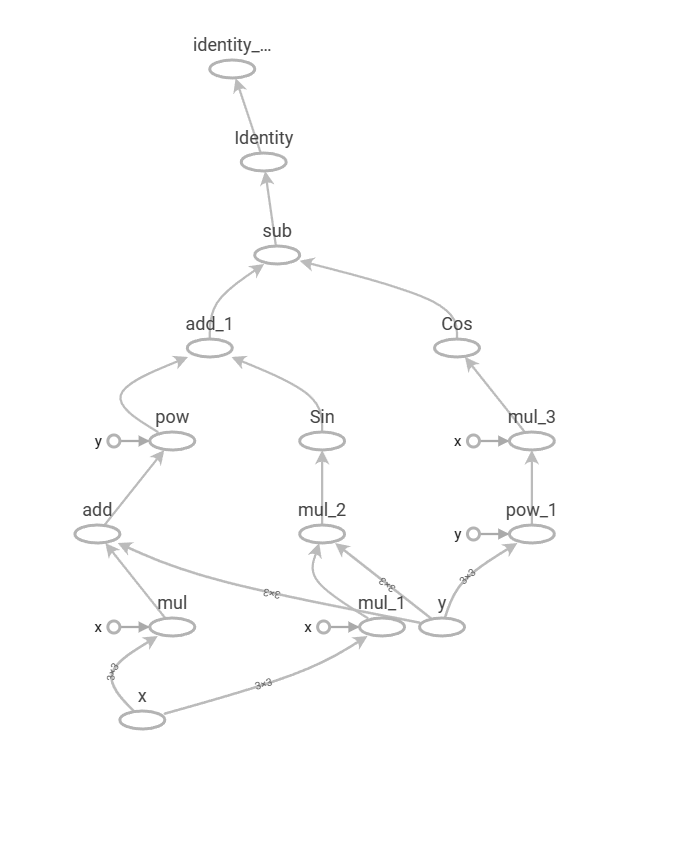 identity_...
Identity
sub
add_1
Cos
pow
Sin
mul_3
y
x
add
mul_2
pow_1
y
3×3
3×3
3×3
mul
mul_1
y
x
x
3×3
3×3
x